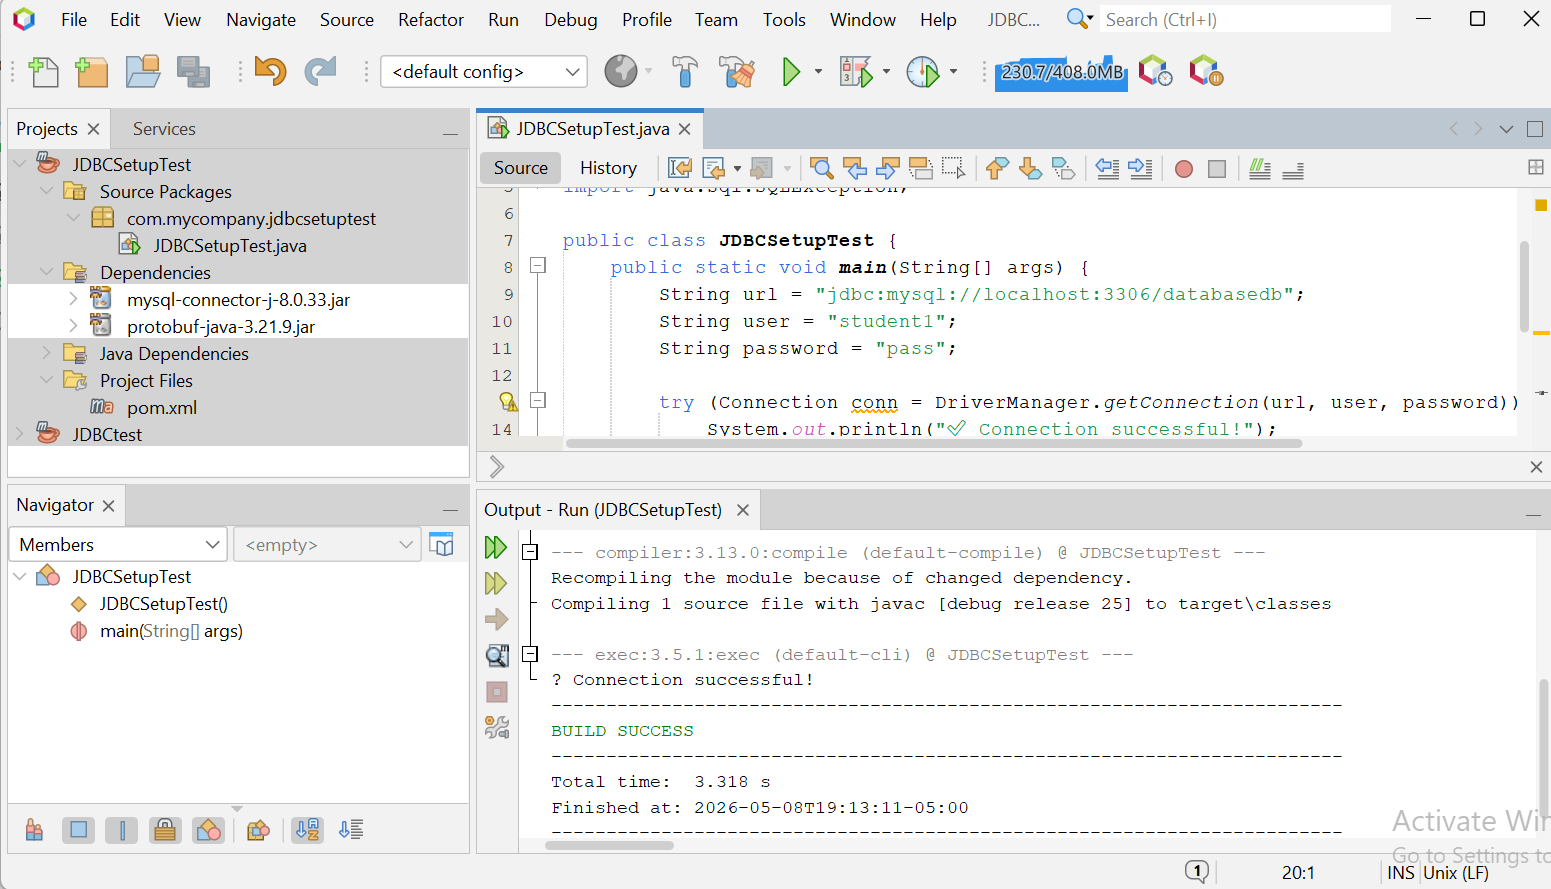 File Edit View Navigate Source Refactor Run Debug Profile Team Tools Window Help JDBC... Search (Ctrl+I)
<default config> 230.7/408.0MB
Projects Services
JDBCSetupTest
Source Packages
com.mycompany.jdbcsetuptest
JDBCSetupTest.java
Dependencies
mysql-connector-j-8.0.33.jar
protobuf-java-3.21.9.jar
Java Dependencies
Project Files
pom.xml
JDBCtest
Navigator
Members <empty>
JDBCSetupTest
JDBCSetupTest()
main(String[] args)
JDBCSetupTest.java
Source History
5 import java.sql.SQLException;
6
7 public class JDBCSetupTest {
8 public static void main(String[] args) {
9 String url = "jdbc:mysql://localhost:3306/databasedb";
10 String user = "student1";
11 String password = "pass";
12
try (Connection conn = DriverManager.getConnection(url, user, password))
14 System.out.println("✅ Connection successful!");
Output - Run (JDBCSetupTest)
--- compiler:3.13.0:compile (default-compile) @ JDBCSetupTest ---
Recompiling the module because of changed dependency.
Compiling 1 source file with javac [debug release 25] to target\classes
--- exec:3.5.1:exec (default-cli) @ JDBCSetupTest ---
? Connection successful!
------------------------------------------------------------------------
BUILD SUCCESS
------------------------------------------------------------------------
Total time: 3.318 s
Finished at: 2026-05-08T19:13:11-05:00
------------------------------------------------------------------------
Activate Win
Go to Settings to
1 20:1 INS Unix (LF)